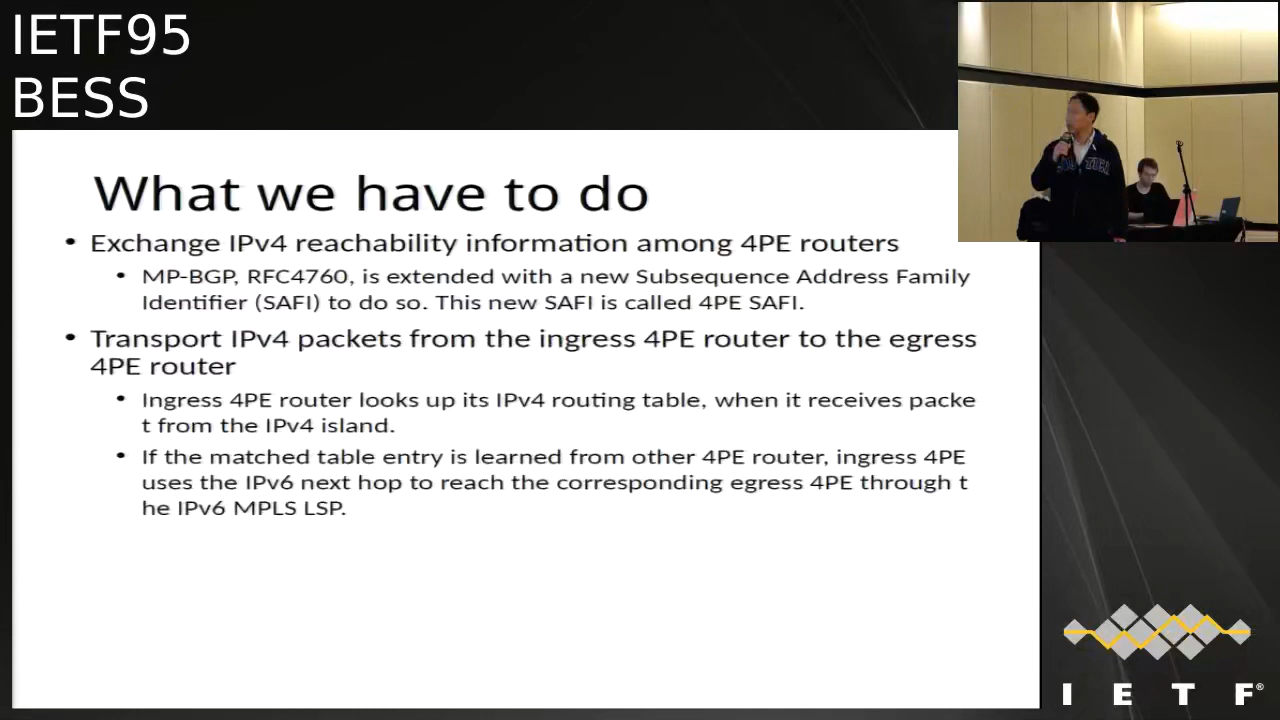 IETF95
BESS
What we have to do
• Exchange IPv4 reachability information among 4PE routers
• MP-BGP, RFC4760, is extended with a new Subsequence Address Family
Identifier (SAFI) to do so. This new SAFI is called 4PE SAFI.
• Transport IPv4 packets from the ingress 4PE router to the egress
4PE router
• Ingress 4PE router looks up its IPv4 routing table, when it receives packe
t from the IPv4 island.
• If the matched table entry is learned from other 4PE router, ingress 4PE
uses the IPv6 next hop to reach the corresponding egress 4PE through t
he IPv6 MPLS LSP.
I E T F®